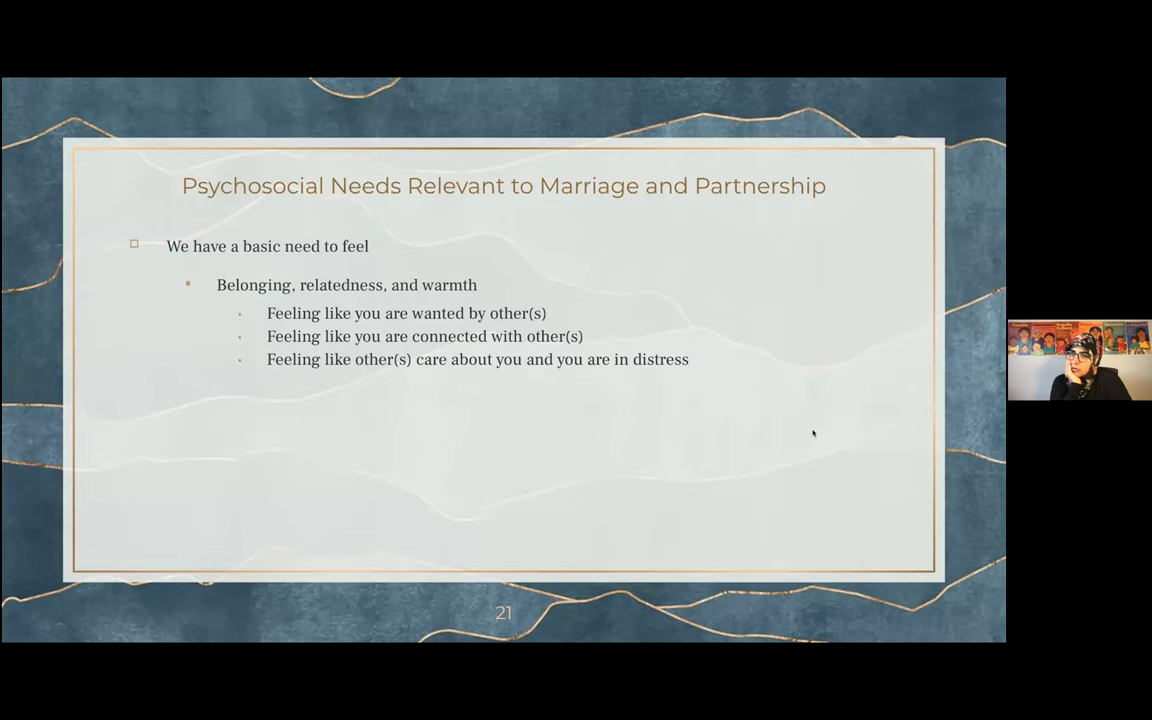 Psychosocial Needs Relevant to Marriage and Partnership
We have a basic need to feel
Belonging, relatedness, and warmth
Feeling like you are wanted by other(s)
Feeling like you are connected with other(s)
Feeling like other(s) care about you and you are in distress
21